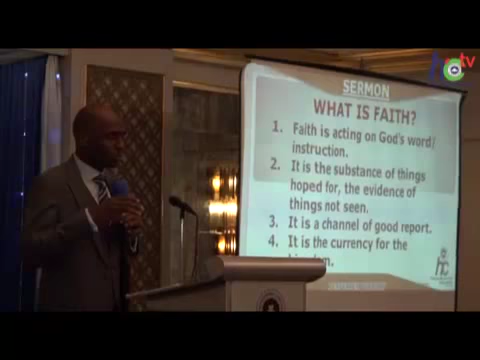 tv
SERMON
WHAT IS FAITH?
1. Faith is acting on God's word/
instruction.
2. It is the substance of things
hoped for, the evidence of
things not seen.
3. It is a channel of good report.
4. It is the currency for the